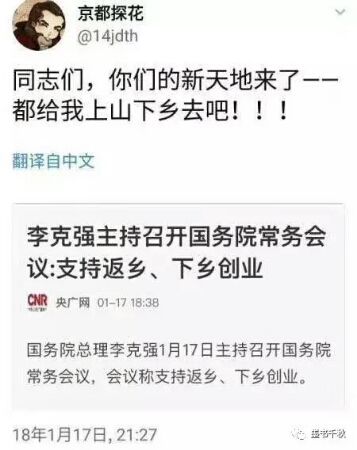 京都探花
@14jdth
同志们，你们的新天地来了——
都给我上山下乡去吧！！！
翻译自中文
李克强主持召开国务院常务会
议:支持返乡、下乡创业
CNR 央广网 01-17 18:38
国务院总理李克强1月17日主持召开国务院
常务会议，会议称支持返乡、下乡创业。
18年1月17日, 21:27